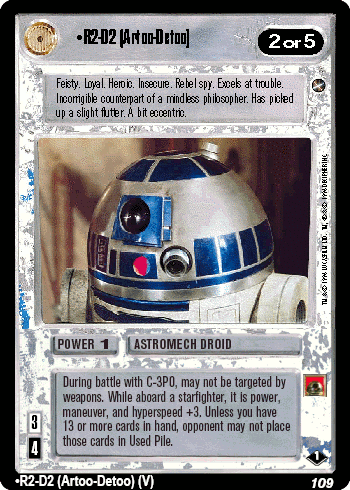 •R2-D2 (Artoo-Detoo)
2 or 5
Feisty. Loyal. Heroic. Insecure. Rebel spy. Excels at trouble.
Incorrigible counterpart of a mindless philosopher. Has picked
up a slight flutter. A bit eccentric.
POWER 1
ASTROMECH DROID
During battle with C-3PO, may not be targeted by
weapons. While aboard a starfighter, it is power,
maneuver, and hyperspeed +3. Unless you have
13 or more cards in hand, opponent may not place
those cards in Used Pile.
3
4
1
•R2-D2 (Artoo-Detoo) (V)
109